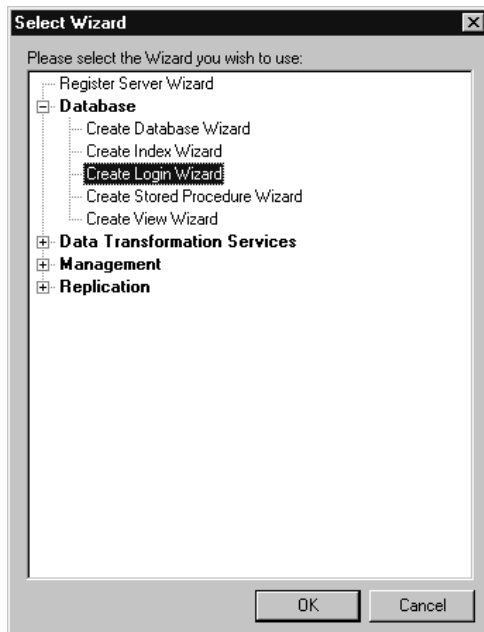 Select Wizard
Please select the Wizard you wish to use:
Register Server Wizard
Database
Create Database Wizard
Create Index Wizard
Create Login Wizard
Create Stored Procedure Wizard
Create View Wizard
Data Transformation Services
Management
Replication
OK Cancel